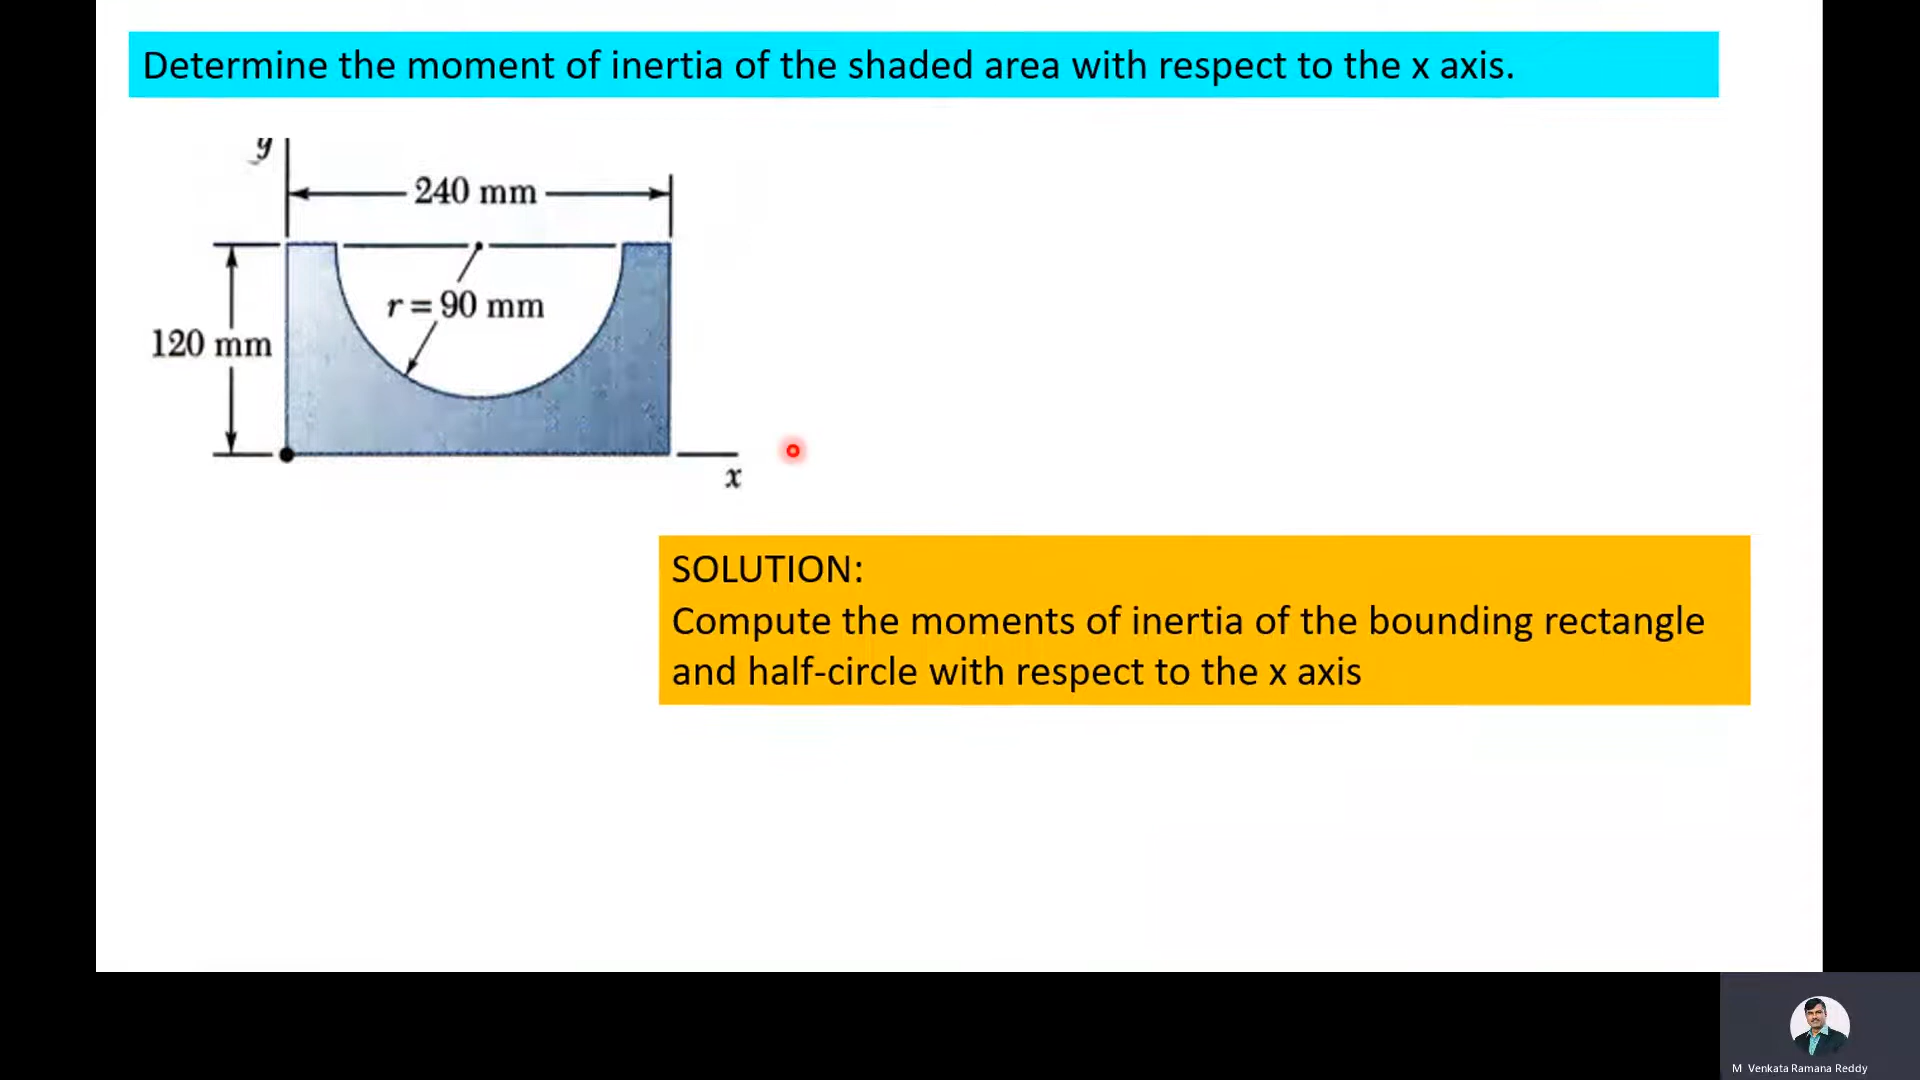 Determine the moment of inertia of the shaded area with respect to the x axis.
y
240 mm
r = 90 mm
120 mm
x
SOLUTION:
Compute the moments of inertia of the bounding rectangle
and half-circle with respect to the x axis
M Venkata Ramana Reddy